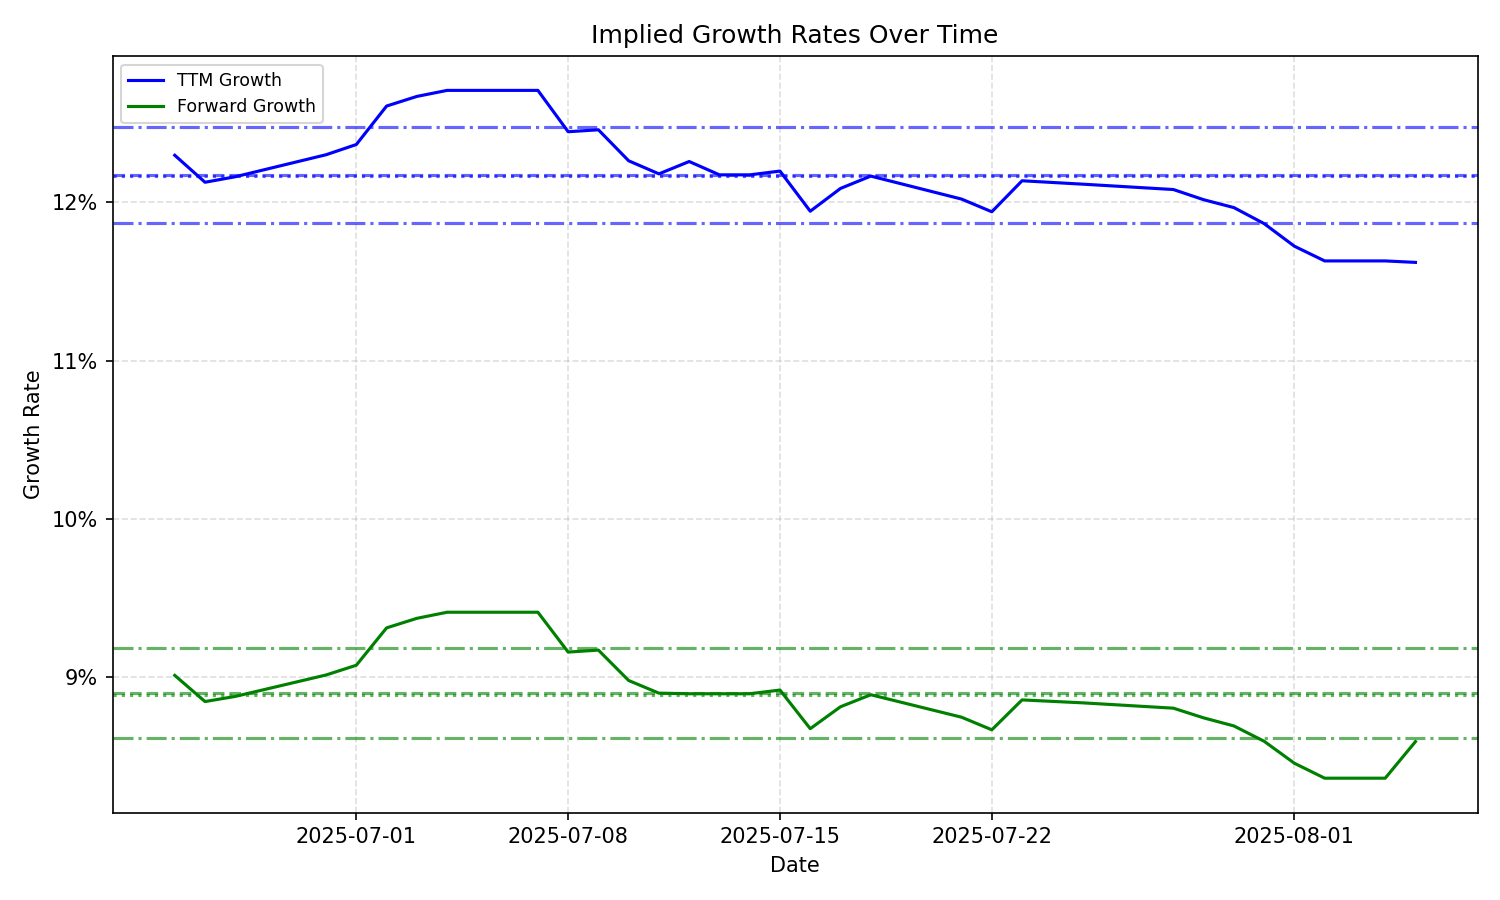 Implied Growth Rates Over Time
TTM Growth
Forward Growth
12%
11%
10%
9%
Growth Rate
2025-07-01
2025-07-08
2025-07-15
2025-07-22
2025-08-01
Date